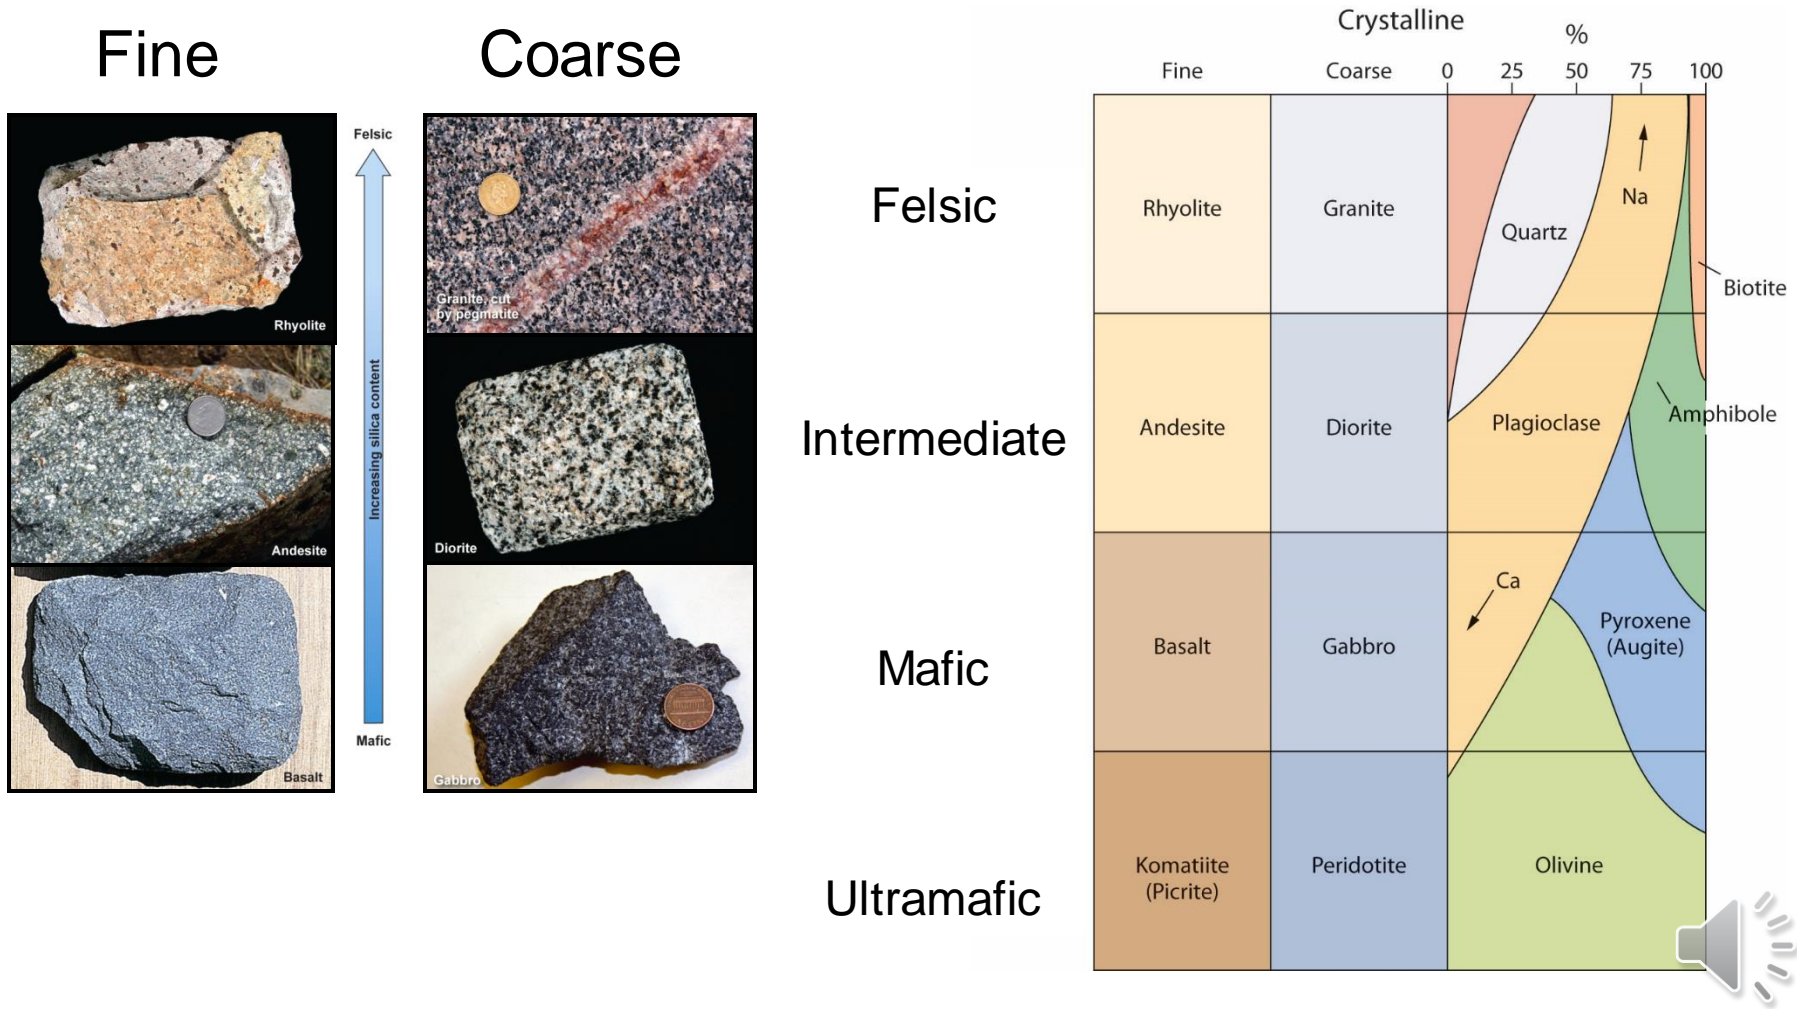 Fine
Coarse
Felsic
Increasing silica content
Mafic
Rhyolite
Andesite
Basalt
Granite, cut
by pegmatite
Diorite
Gabbro
Felsic
Intermediate
Mafic
Ultramafic
Crystalline
%
Fine Coarse 0 25 50 75 100
Rhyolite Granite
Quartz
Na
Biotite
Andesite Diorite
Plagioclase
Amphibole
Basalt Gabbro
Ca
Pyroxene
(Augite)
Komatiite
(Picrite)
Peridotite
Olivine